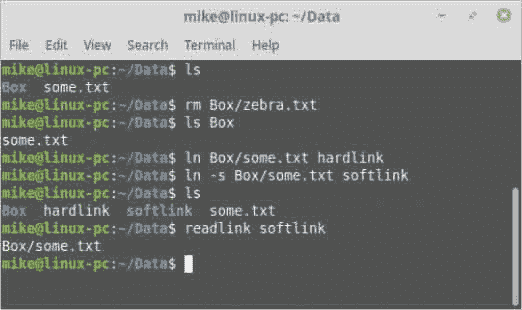 mike@linux-pc: ~/Data
File Edit View Search Terminal Help
mike@linux-pc:~/Data$ ls
Box some.txt
mike@linux-pc:~/Data$ rm Box/zebra.txt
mike@linux-pc:~/Data$ ls Box
some.txt
mike@linux-pc:~/Data$ ln Box/some.txt hardlink
mike@linux-pc:~/Data$ ln -s Box/some.txt softlink
mike@linux-pc:~/Data$ ls
Box hardlink softlink some.txt
mike@linux-pc:~/Data$ readlink softlink
Box/some.txt
mike@linux-pc:~/Data$